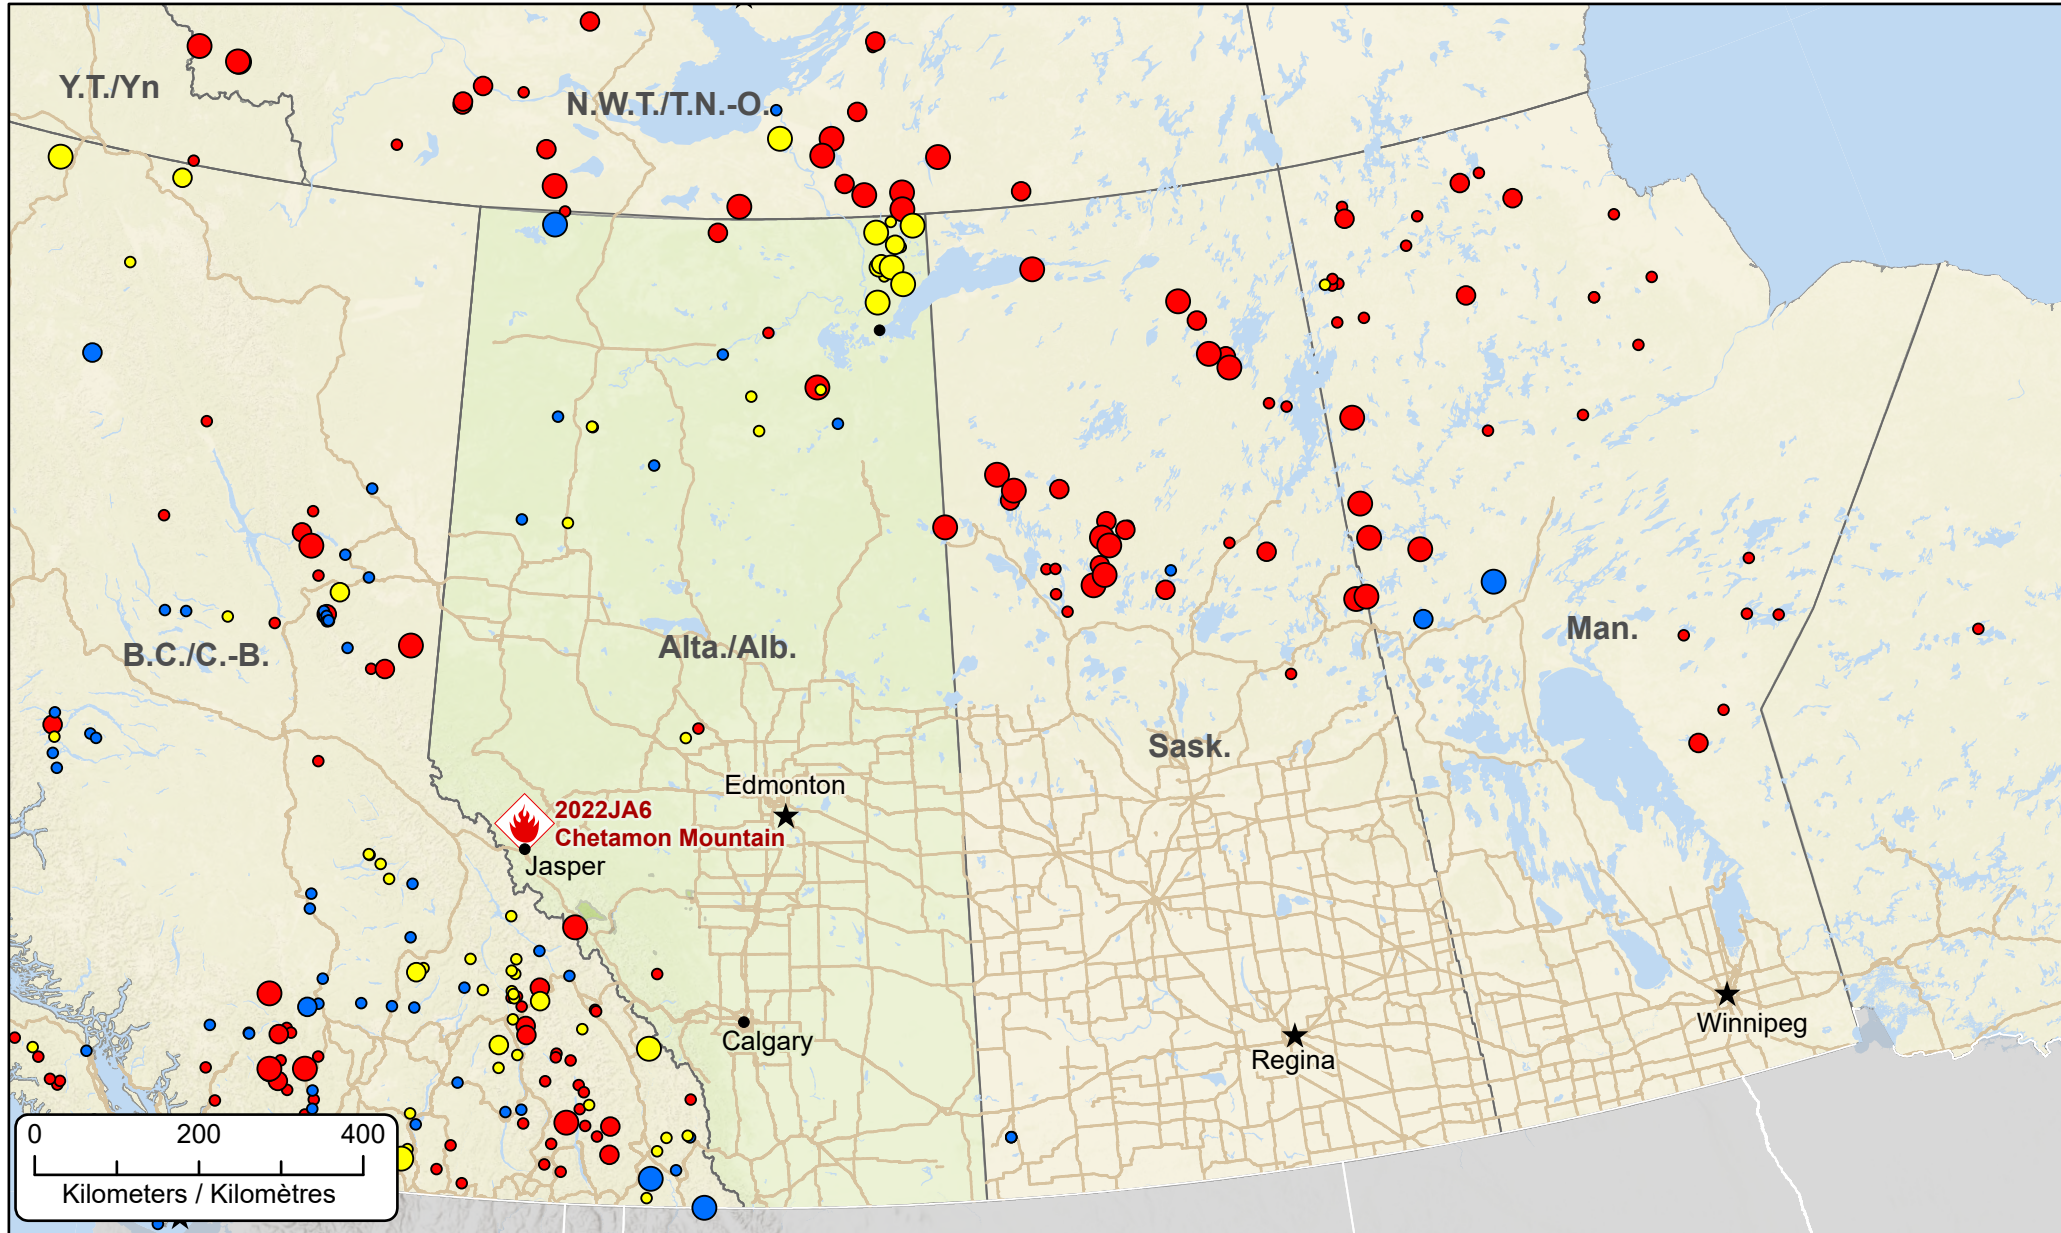 Y.T./Yn
N.W.T./T.N.-O.
B.C./C.-B.
Alta./Alb.
Man.
Sask.
Edmonton
2022JA6
Chetamon Mountain
Jasper
Calgary
Regina
Winnipeg
0 200 400
Kilometers / Kilomètres